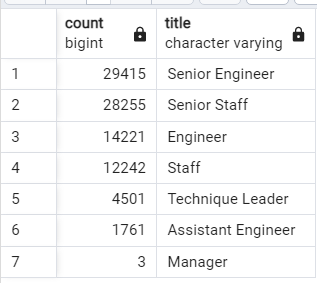 count title
bigint character varying
1 29415 Senior Engineer
2 28255 Senior Staff
3 14221 Engineer
4 12242 Staff
5 4501 Technique Leader
6 1761 Assistant Engineer
7 3 Manager